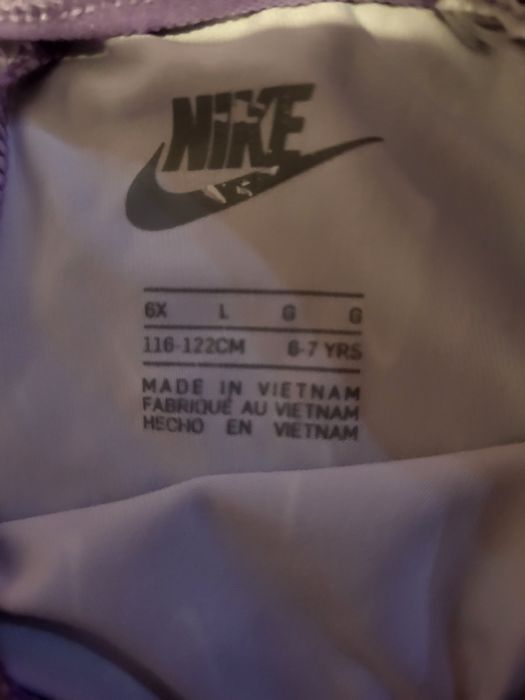 NIKE
6X L G G
116-122CM 6-7 YRS
MADE IN VIETNAM
FABRIQUÉ AU VIETNAM
HECHO EN VIETNAM